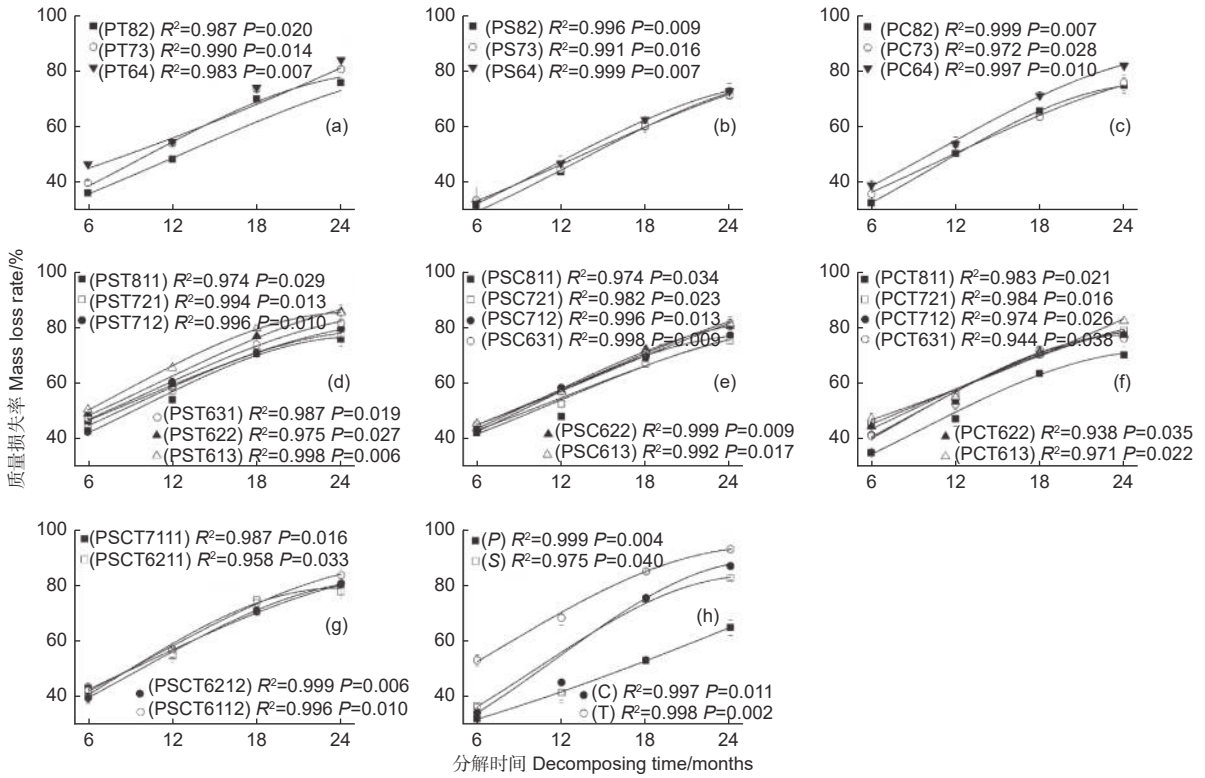 (PT82) R²=0.987 P=0.020
(PT73) R²=0.990 P=0.014
(PT64) R²=0.983 P=0.007
100
80
60
40
6 12 18 24
(a)
(PS82) R²=0.996 P=0.009
(PS73) R²=0.991 P=0.016
(PS64) R²=0.999 P=0.007
100
80
60
40
6 12 18 24
(b)
(PC82) R²=0.999 P=0.007
(PC73) R²=0.972 P=0.028
(PC64) R²=0.997 P=0.010
100
80
60
40
6 12 18 24
(c)
质量损失率 Mass loss rate/%
(PST811) R²=0.974 P=0.029
(PST721) R²=0.994 P=0.013
(PST712) R²=0.996 P=0.010
(PST631) R²=0.987 P=0.019
(PST622) R²=0.975 P=0.027
(PST613) R²=0.998 P=0.006
100
80
60
40
6 12 18 24
(d)
(PSC811) R²=0.974 P=0.034
(PSC721) R²=0.982 P=0.023
(PSC712) R²=0.996 P=0.013
(PSC631) R²=0.998 P=0.009
(PSC622) R²=0.999 P=0.009
(PSC613) R²=0.992 P=0.017
100
80
60
40
6 12 18 24
(e)
(PCT811) R²=0.983 P=0.021
(PCT721) R²=0.984 P=0.016
(PCT712) R²=0.974 P=0.026
(PCT631) R²=0.944 P=0.038
(PCT622) R²=0.938 P=0.035
(PCT613) R²=0.971 P=0.022
100
80
60
40
6 12 18 24
(f)
(PSCT7111) R²=0.987 P=0.016
(PSCT6211) R²=0.958 P=0.033
(PSCT6212) R²=0.999 P=0.006
(PSCT6112) R²=0.996 P=0.010
100
80
60
40
6 12 18 24
(g)
(P) R²=0.999 P=0.004
(S) R²=0.975 P=0.040
(C) R²=0.997 P=0.011
(T) R²=0.998 P=0.002
100
80
60
40
6 12 18 24
(h)
分解时间 Decomposing time/months